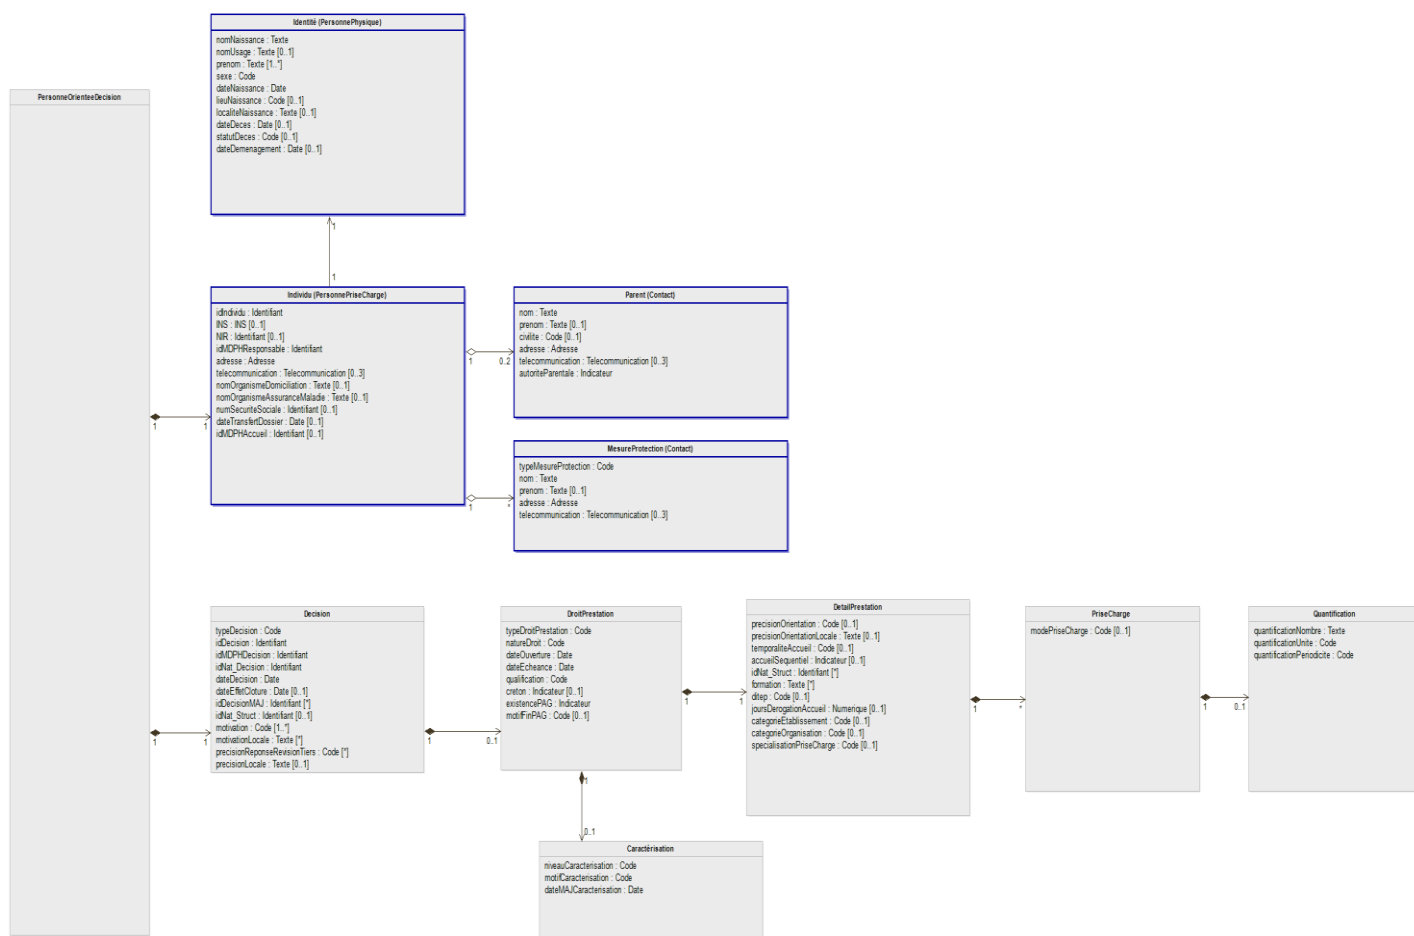 Identité (PersonnePhysique)
nomNaissance : Texte
nomUsage : Texte [0..1]
prenom : Texte [1..*]
sexe : Code
dateNaissance : Date
lieuNaissance : Code [0..1]
localiteNaissance : Texte [0..1]
dateDeces : Date [0..1]
statutDeces : Code [0..1]
dateDemenagement : Date [0..1]
PersonneOrienteeDecision
1
1
Individu (PersonnePriseCharge)
idIndividu : Identifiant
INS : INS [0..1]
NIR : Identifiant [0..1]
idMDPHResponsable : Identifiant
adresse : Adresse
telecommunication : Telecommunication [0..3]
nomOrganismeDomiciliation : Texte [0..1]
nomOrganismeAssuranceMaladie : Texte [0..1]
numSecuriteSociale : Identifiant [0..1]
dateTransfertDossier : Date [0..1]
idMDPHAccueil : Identifiant [0..1]
1
1
Parent (Contact)
nom : Texte
prenom : Texte [0..1]
civilite : Code [0..1]
adresse : Adresse
telecommunication : Telecommunication [0..3]
autoriteParentale : Indicateur
1
0..2
MesureProtection (Contact)
typeMesureProtection : Code
nom : Texte
prenom : Texte [0..1]
adresse : Adresse
telecommunication : Telecommunication [0..3]
1
*
Decision
typeDecision : Code
idDecision : Identifiant
idMDPHDecision : Identifiant
idNat_Decision : Identifiant
dateDecision : Date
dateEffetCloture : Date [0..1]
idDecisionMAJ : Identifiant [*]
idNat_Struct : Identifiant [0..1]
motivation : Code [1..*]
motivationLocale : Texte [*]
precisionReponseRevisionTiers : Code [*]
precisionLocale : Texte [0..1]
1
1
DroitPrestation
typeDroitPrestation : Code
natureDroit : Code
dateOuverture : Date
dateEcheance : Date
qualification : Code
creton : Indicateur [0..1]
existencePAG : Indicateur
motifFinPAG : Code [0..1]
1
0..1
DetailPrestation
precisionOrientation : Code [0..1]
precisionOrientationLocale : Texte [0..1]
temporaliteAccueil : Code [0..1]
accueilSequentiel : Indicateur [0..1]
idNat_Struct : Identifiant [*]
formation : Texte [*]
ditep : Code [0..1]
joursDerogationAccueil : Numerique [0..1]
categorieEtablissement : Code [0..1]
categorieOrganisation : Code [0..1]
specialisationPriseCharge : Code [0..1]
1
1
PriseCharge
modePriseCharge : Code [0..1]
1
*
Quantification
quantificationNombre : Texte
quantificationUnite : Code
quantificationPeriodicite : Code
1
0..1
1
0..1
Caractérisation
niveauCaracterisation : Code
motifCaracterisation : Code
dateMAJCaracterisation : Date